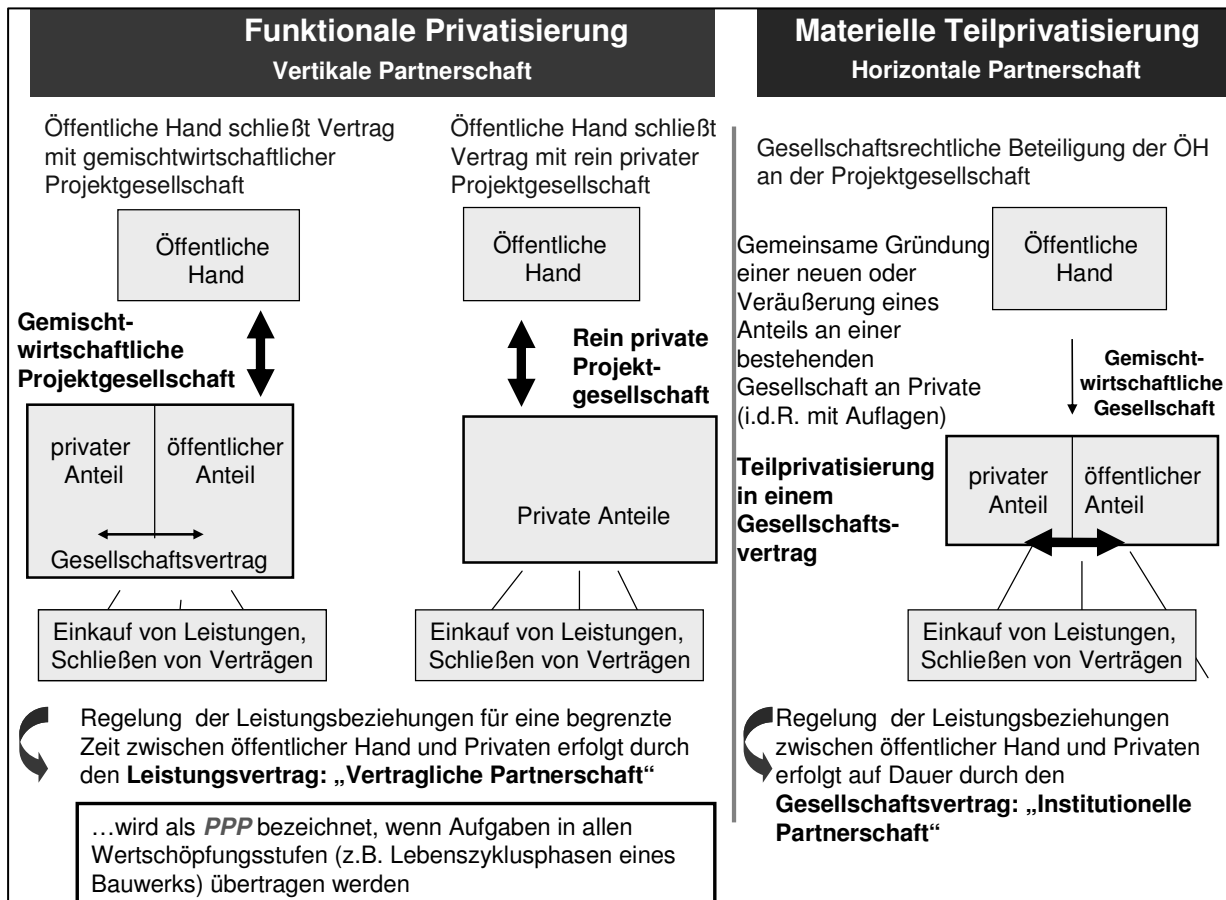 Funktionale Privatisierung
Vertikale Partnerschaft
Öffentliche Hand schließt Vertrag
mit gemischtwirtschaftlicher
Projektgesellschaft
Öffentliche
Hand
Gemischt-
wirtschaftliche
Projektgesellschaft
privater
Anteil
öffentlicher
Anteil
Gesellschaftsvertrag
Einkauf von Leistungen,
Schließen von Verträgen
Öffentliche Hand schließt
Vertrag mit rein privater
Projektgesellschaft
Öffentliche
Hand
Rein private
Projekt-
gesellschaft
Private Anteile
Einkauf von Leistungen,
Schließen von Verträgen
Regelung der Leistungsbeziehungen für eine begrenzte
Zeit zwischen öffentlicher Hand und Privaten erfolgt durch
den Leistungsvertrag: „Vertragliche Partnerschaft“
…wird als PPP bezeichnet, wenn Aufgaben in allen
Wertschöpfungsstufen (z.B. Lebenszyklusphasen eines
Bauwerks) übertragen werden
Materielle Teilprivatisierung
Horizontale Partnerschaft
Gesellschaftsrechtliche Beteiligung der ÖH
an der Projektgesellschaft
Gemeinsame Gründung
einer neuen oder
Veräußerung eines
Anteils an einer
bestehenden
Gesellschaft an Private
(i.d.R. mit Auflagen)
Öffentliche
Hand
Gemischt-
wirtschaftliche
Gesellschaft
Teilprivatisierung
in einem
Gesellschafts-
vertrag
privater
Anteil
öffentlicher
Anteil
Einkauf von Leistungen,
Schließen von Verträgen
Regelung der Leistungsbeziehungen
zwischen öffentlicher Hand und Privaten
erfolgt auf Dauer durch den
Gesellschaftsvertrag: „Institutionelle
Partnerschaft“